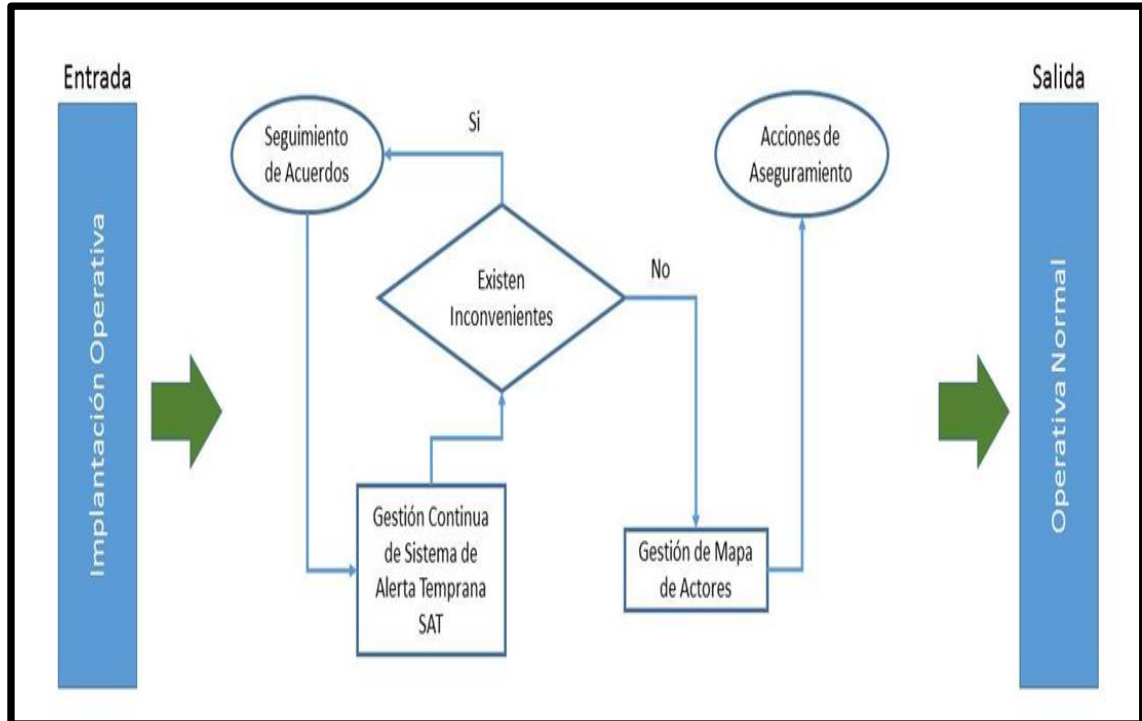 Entrada
Salida
Implantación Operativa
Seguimiento
de Acuerdos
Si
Acciones de
Aseguramiento
Existen
Inconvenientes
No
Gestión Continua
de Sistema de
Alerta Temprana
SAT
Gestión de Mapa
de Actores
Operativa Normal